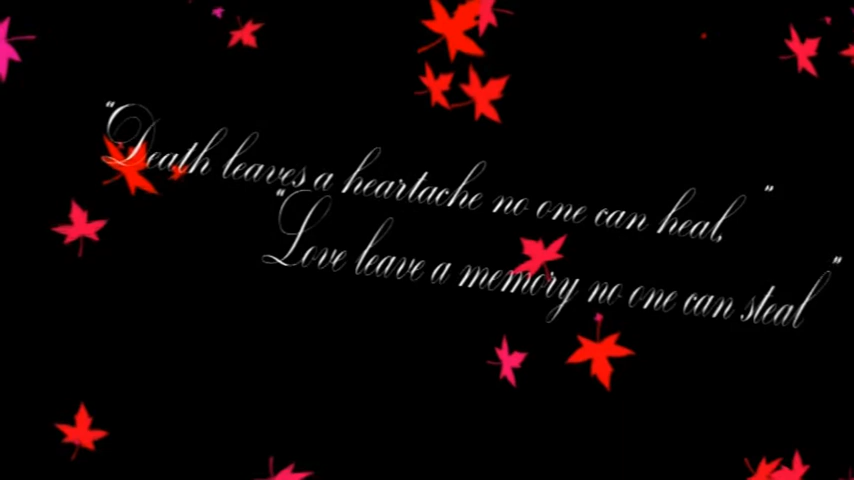 "Death leaves a heartache no one can heal, "
"Love leave a memory no one can steal "